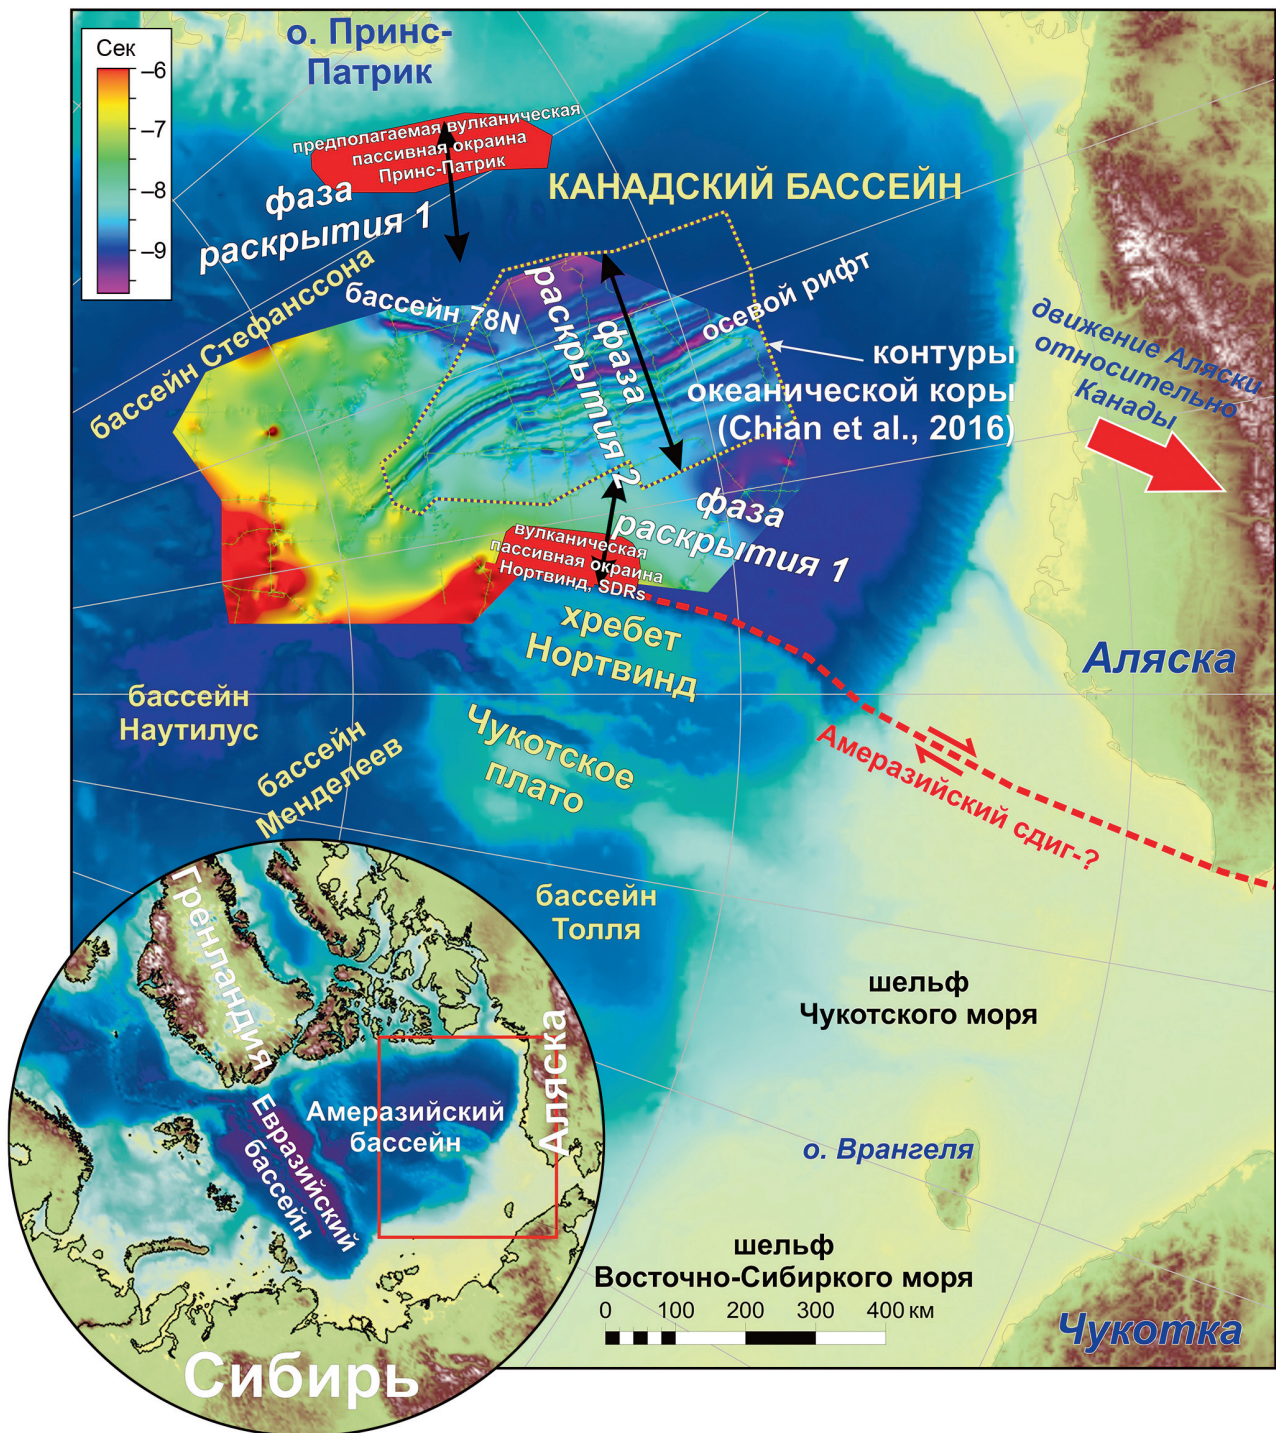 Сек
–6
–7
–8
–9
о. Принс-
Патрик
предполагаемая вулканическая
пассивная окраина
Принс-Патрик
фаза
раскрытия 1
КАНАДСКИЙ БАССЕЙН
бассейн Стефанссона
бассейн 78N
фаза
раскрытия 2
осевой рифт
контуры
океанической коры
(Chian et al., 2016)
движение Аляски
относительно
Канады
фаза
раскрытия 1
вулканическая
пассивная окраина
Нортвинд, SDRs
хребет
Нортвинд
Аляска
бассейн
Наутилус
бассейн
Менделеев
Чукотское
плато
Амеразийский сдиг-?
бассейн
Толля
шельф
Чукотского моря
о. Врангеля
шельф
Восточно-Сибиркого моря
0 100 200 300 400 км
Чукотка
Гренландия
Аляска
Амеразийский
бассейн
Евразийский
бассейн
Сибирь